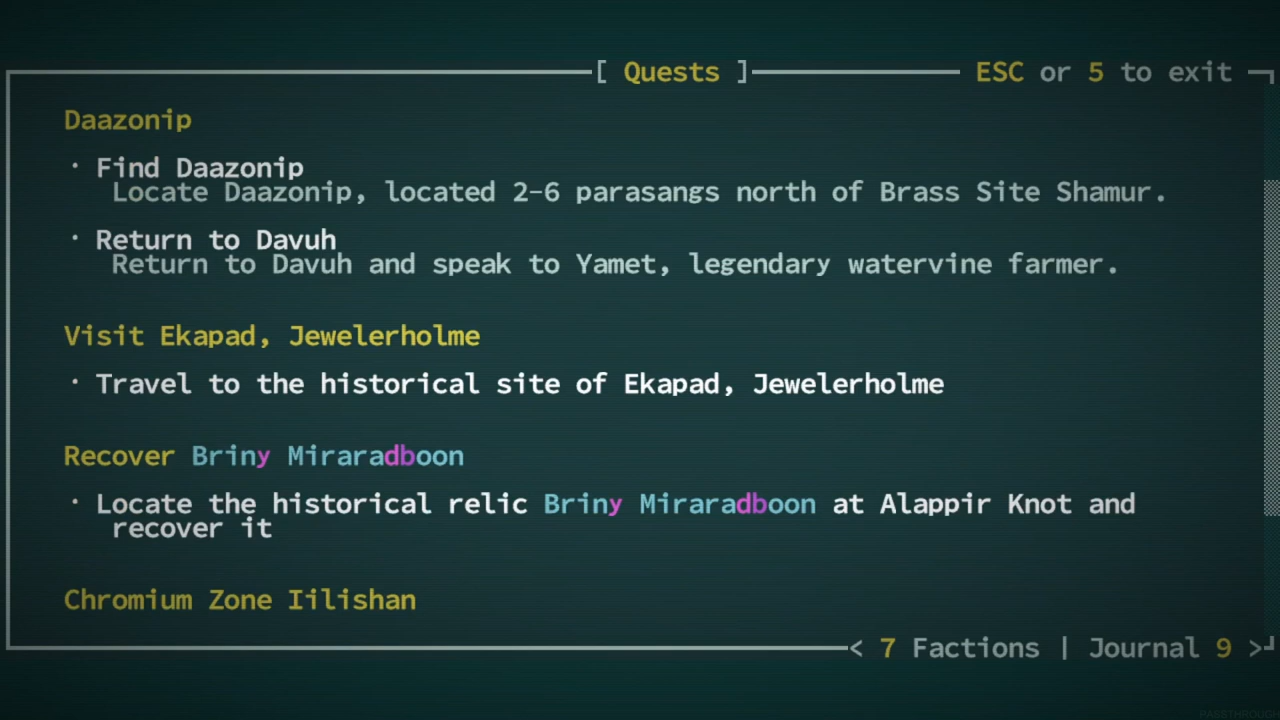 [ Quests ] ESC or 5 to exit
Daazonip
· Find Daazonip
Locate Daazonip, located 2-6 parasangs north of Brass Site Shamur.
· Return to Davuh
Return to Davuh and speak to Yamet, legendary watervine farmer.
Visit Ekapad, Jewelerholme
· Travel to the historical site of Ekapad, Jewelerholme
Recover Briny Miraradboon
· Locate the historical relic Briny Miraradboon at Alappir Knot and
recover it
Chromium Zone Iilishan
< 7 Factions | Journal 9 >